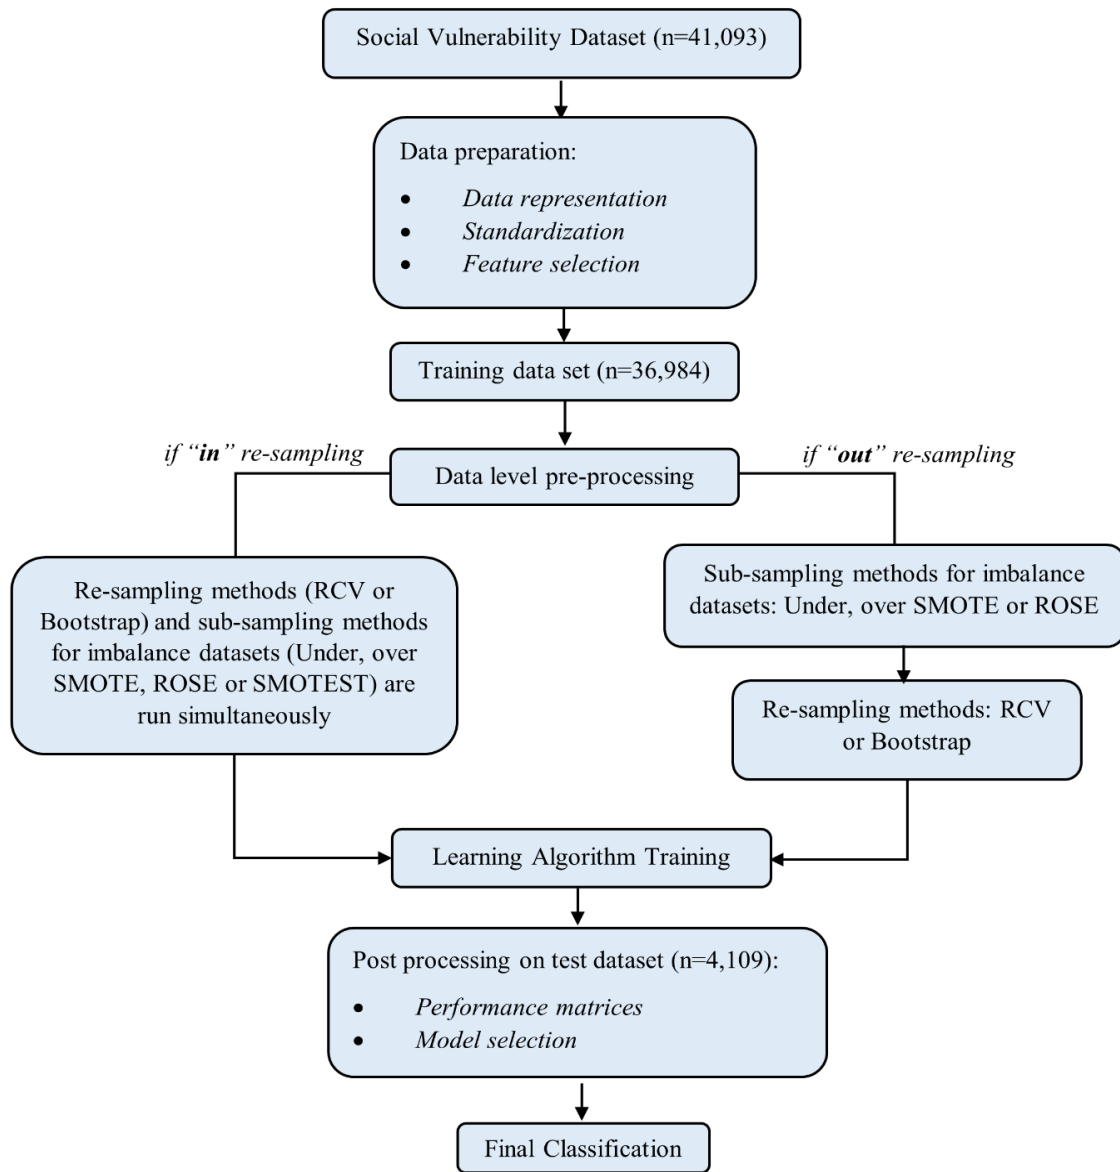 Social Vulnerability Dataset (n=41,093)
Data preparation:
• Data representation
• Standardization
• Feature selection
Training data set (n=36,984)
if “in” re-sampling
Data level pre-processing
if “out” re-sampling
Re-sampling methods (RCV or
Bootstrap) and sub-sampling methods
for imbalance datasets (Under, over
SMOTE, ROSE or SMOTEST) are
run simultaneously
Sub-sampling methods for imbalance
datasets: Under, over SMOTE or ROSE
Re-sampling methods: RCV
or Bootstrap
Learning Algorithm Training
Post processing on test dataset (n=4,109):
• Performance matrices
• Model selection
Final Classification